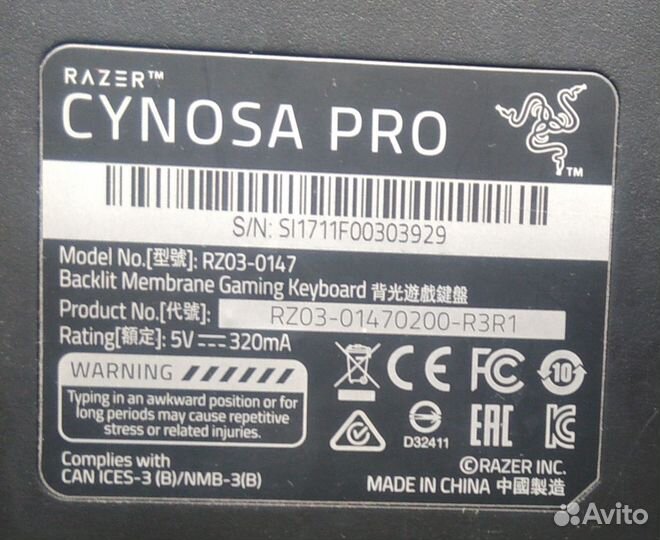 RAZER™
CYNOSA PRO
TM
S/N: SI1711F00303929
Model No.[型號]: RZ03-0147
Backlit Membrane Gaming Keyboard 背光遊戲鍵盤
Product No.[代號]: RZ03-01470200-R3R1
Rating[額定]: 5V⎓320mA
WARNING
Typing in an awkward position or for
long periods may cause repetitive
stress or related injuries.
CE FC 10
D32411 EAC
Complies with
CAN ICES-3 (B)/NMB-3(B)
©RAZER INC.
MADE IN CHINA 中國製造
Avito